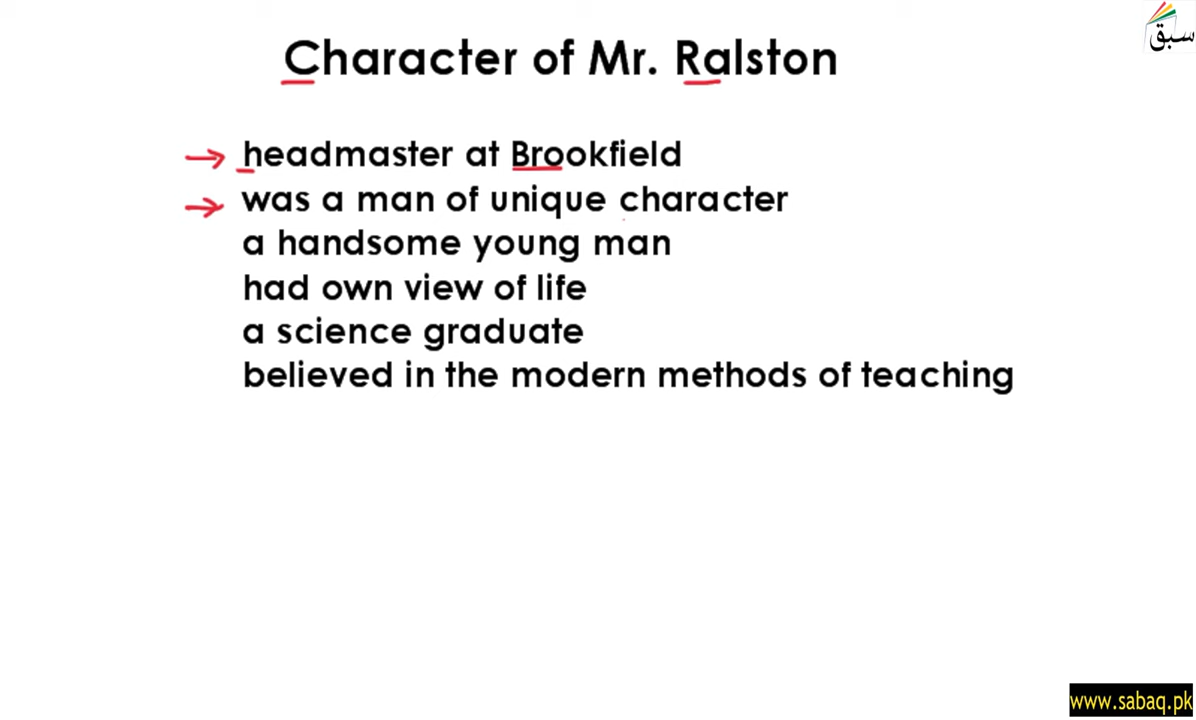 سبق
Character of Mr. Ralston
headmaster at Brookfield
was a man of unique character
a handsome young man
had own view of life
a science graduate
believed in the modern methods of teaching
www.sabaq.pk